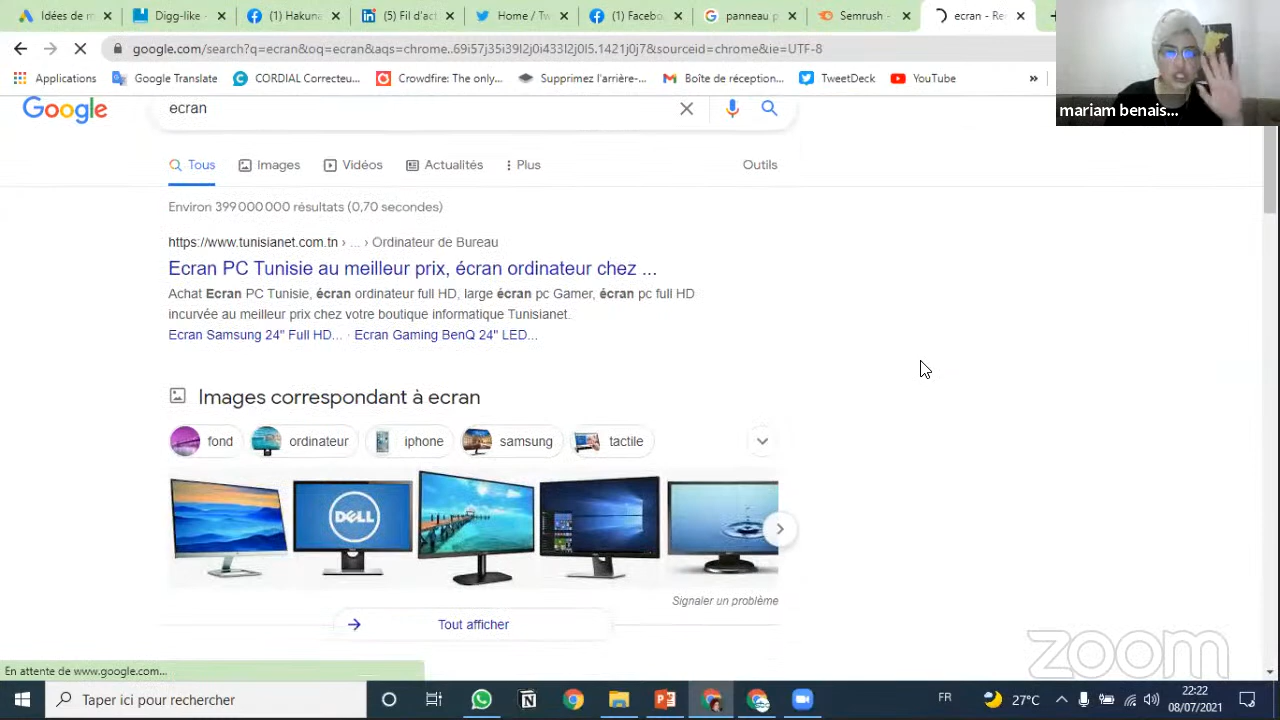 Idées de m
Digg-like -
(1) Hakuna
(5) Fil d'act
Home / Tw
(1) Facebo
panneau p
Semrush -
ecran - Re
google.com/search?q=ecran&oq=ecran&aqs=chrome..69i57j35i39l2j0i433l2j0l5.1421j0j7&sourceid=chrome&ie=UTF-8
Applications
Google Translate
CORDIAL Correcteu...
Crowdfire: The only...
Supprimez l'arrière-...
Boîte de réception...
TweetDeck
YouTube
»
mariam benais...
Google
ecran
Tous
Images
Vidéos
Actualités
Plus
Outils
Environ 399 000 000 résultats (0,70 secondes)
https://www.tunisianet.com.tn › ... › Ordinateur de Bureau
Ecran PC Tunisie au meilleur prix, écran ordinateur chez ...
Achat Ecran PC Tunisie, écran ordinateur full HD, large écran pc Gamer, écran pc full HD
incurvée au meilleur prix chez votre boutique informatique Tunisianet.
Ecran Samsung 24" Full HD... · Ecran Gaming BenQ 24" LED...
Images correspondant à ecran
fond
ordinateur
iphone
samsung
tactile
DELL
Signaler un problème
Tout afficher
zoom
En attente de www.google.com...
Taper ici pour rechercher
FR
27°C
22:22
08/07/2021